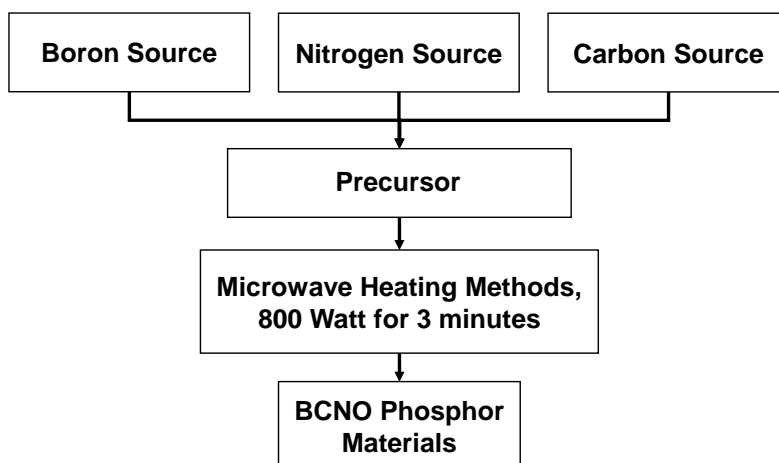 Boron Source
Nitrogen Source
Carbon Source
Precursor
Microwave Heating Methods,
800 Watt for 3 minutes
BCNO Phosphor
Materials